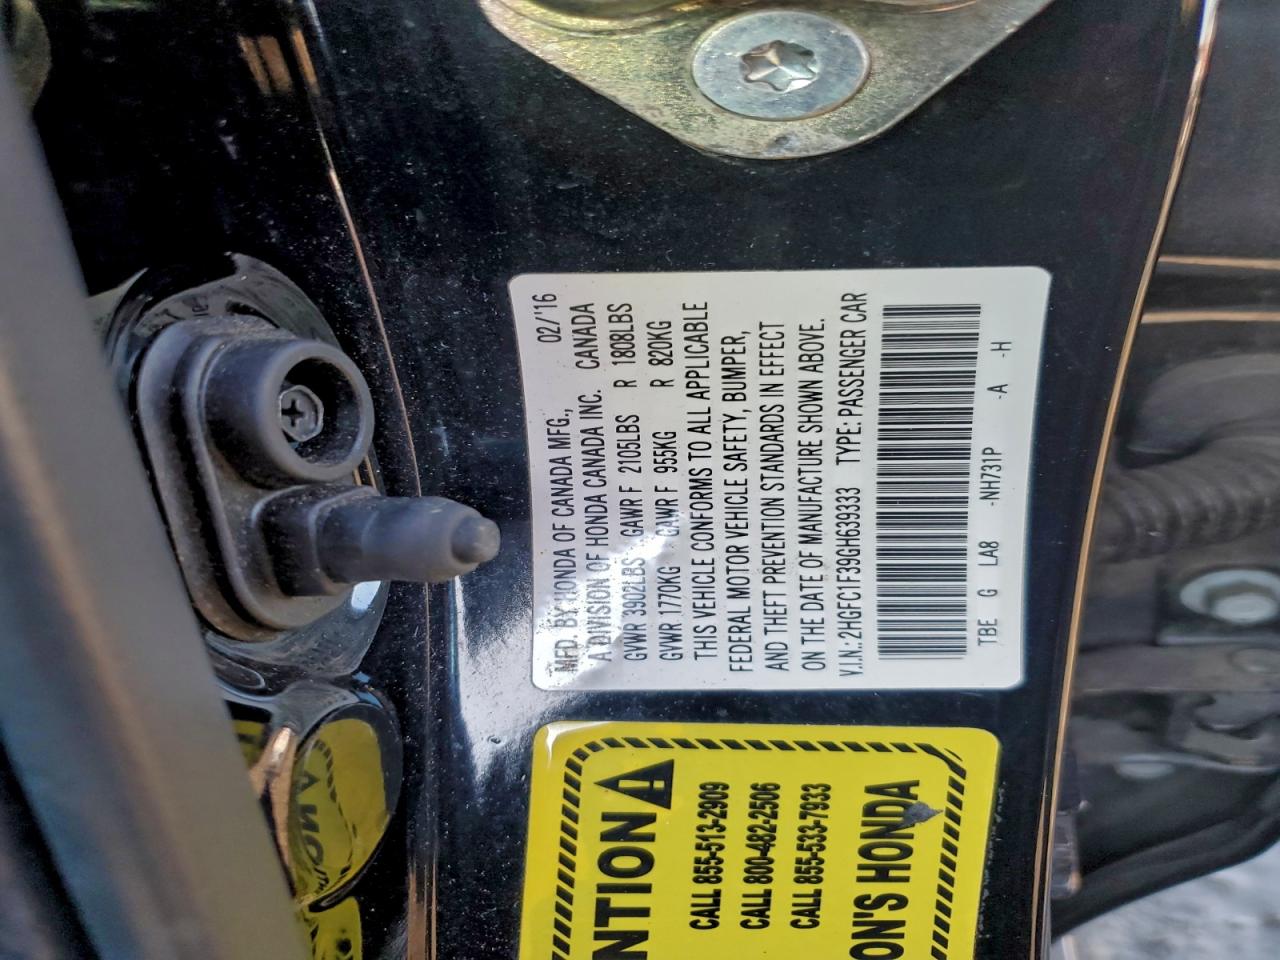 MFD. BY HONDA OF CANADA MFG., 02/'16
A DIVISION OF HONDA CANADA INC. CANADA
GVWR 3902LBS GAWR F 2105LBS R 1808LBS
GVWR 1770KG GAWR F 955KG R 820KG
THIS VEHICLE CONFORMS TO ALL APPLICABLE
FEDERAL MOTOR VEHICLE SAFETY, BUMPER,
AND THEFT PREVENTION STANDARDS IN EFFECT
ON THE DATE OF MANUFACTURE SHOWN ABOVE.
V.I.N.: 2HGFC1F39GH639333 TYPE: PASSENGER CAR
TBE G LA8 -NH731P -A -H
NTION
CALL 855-513-2909
CALL 800-482-2506
CALL 855-533-7933
ON'S HONDA